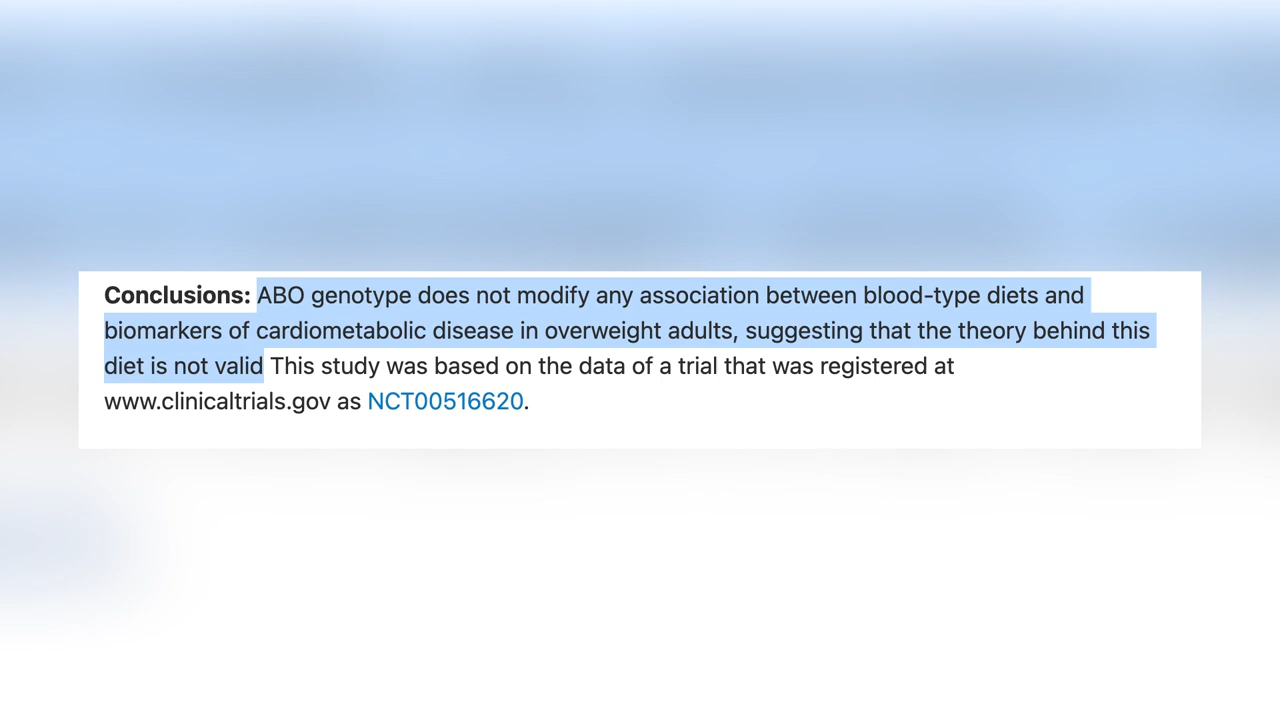 Conclusions: ABO genotype does not modify any association between blood-type diets and
biomarkers of cardiometabolic disease in overweight adults, suggesting that the theory behind this
diet is not valid This study was based on the data of a trial that was registered at
www.clinicaltrials.gov as NCT00516620.